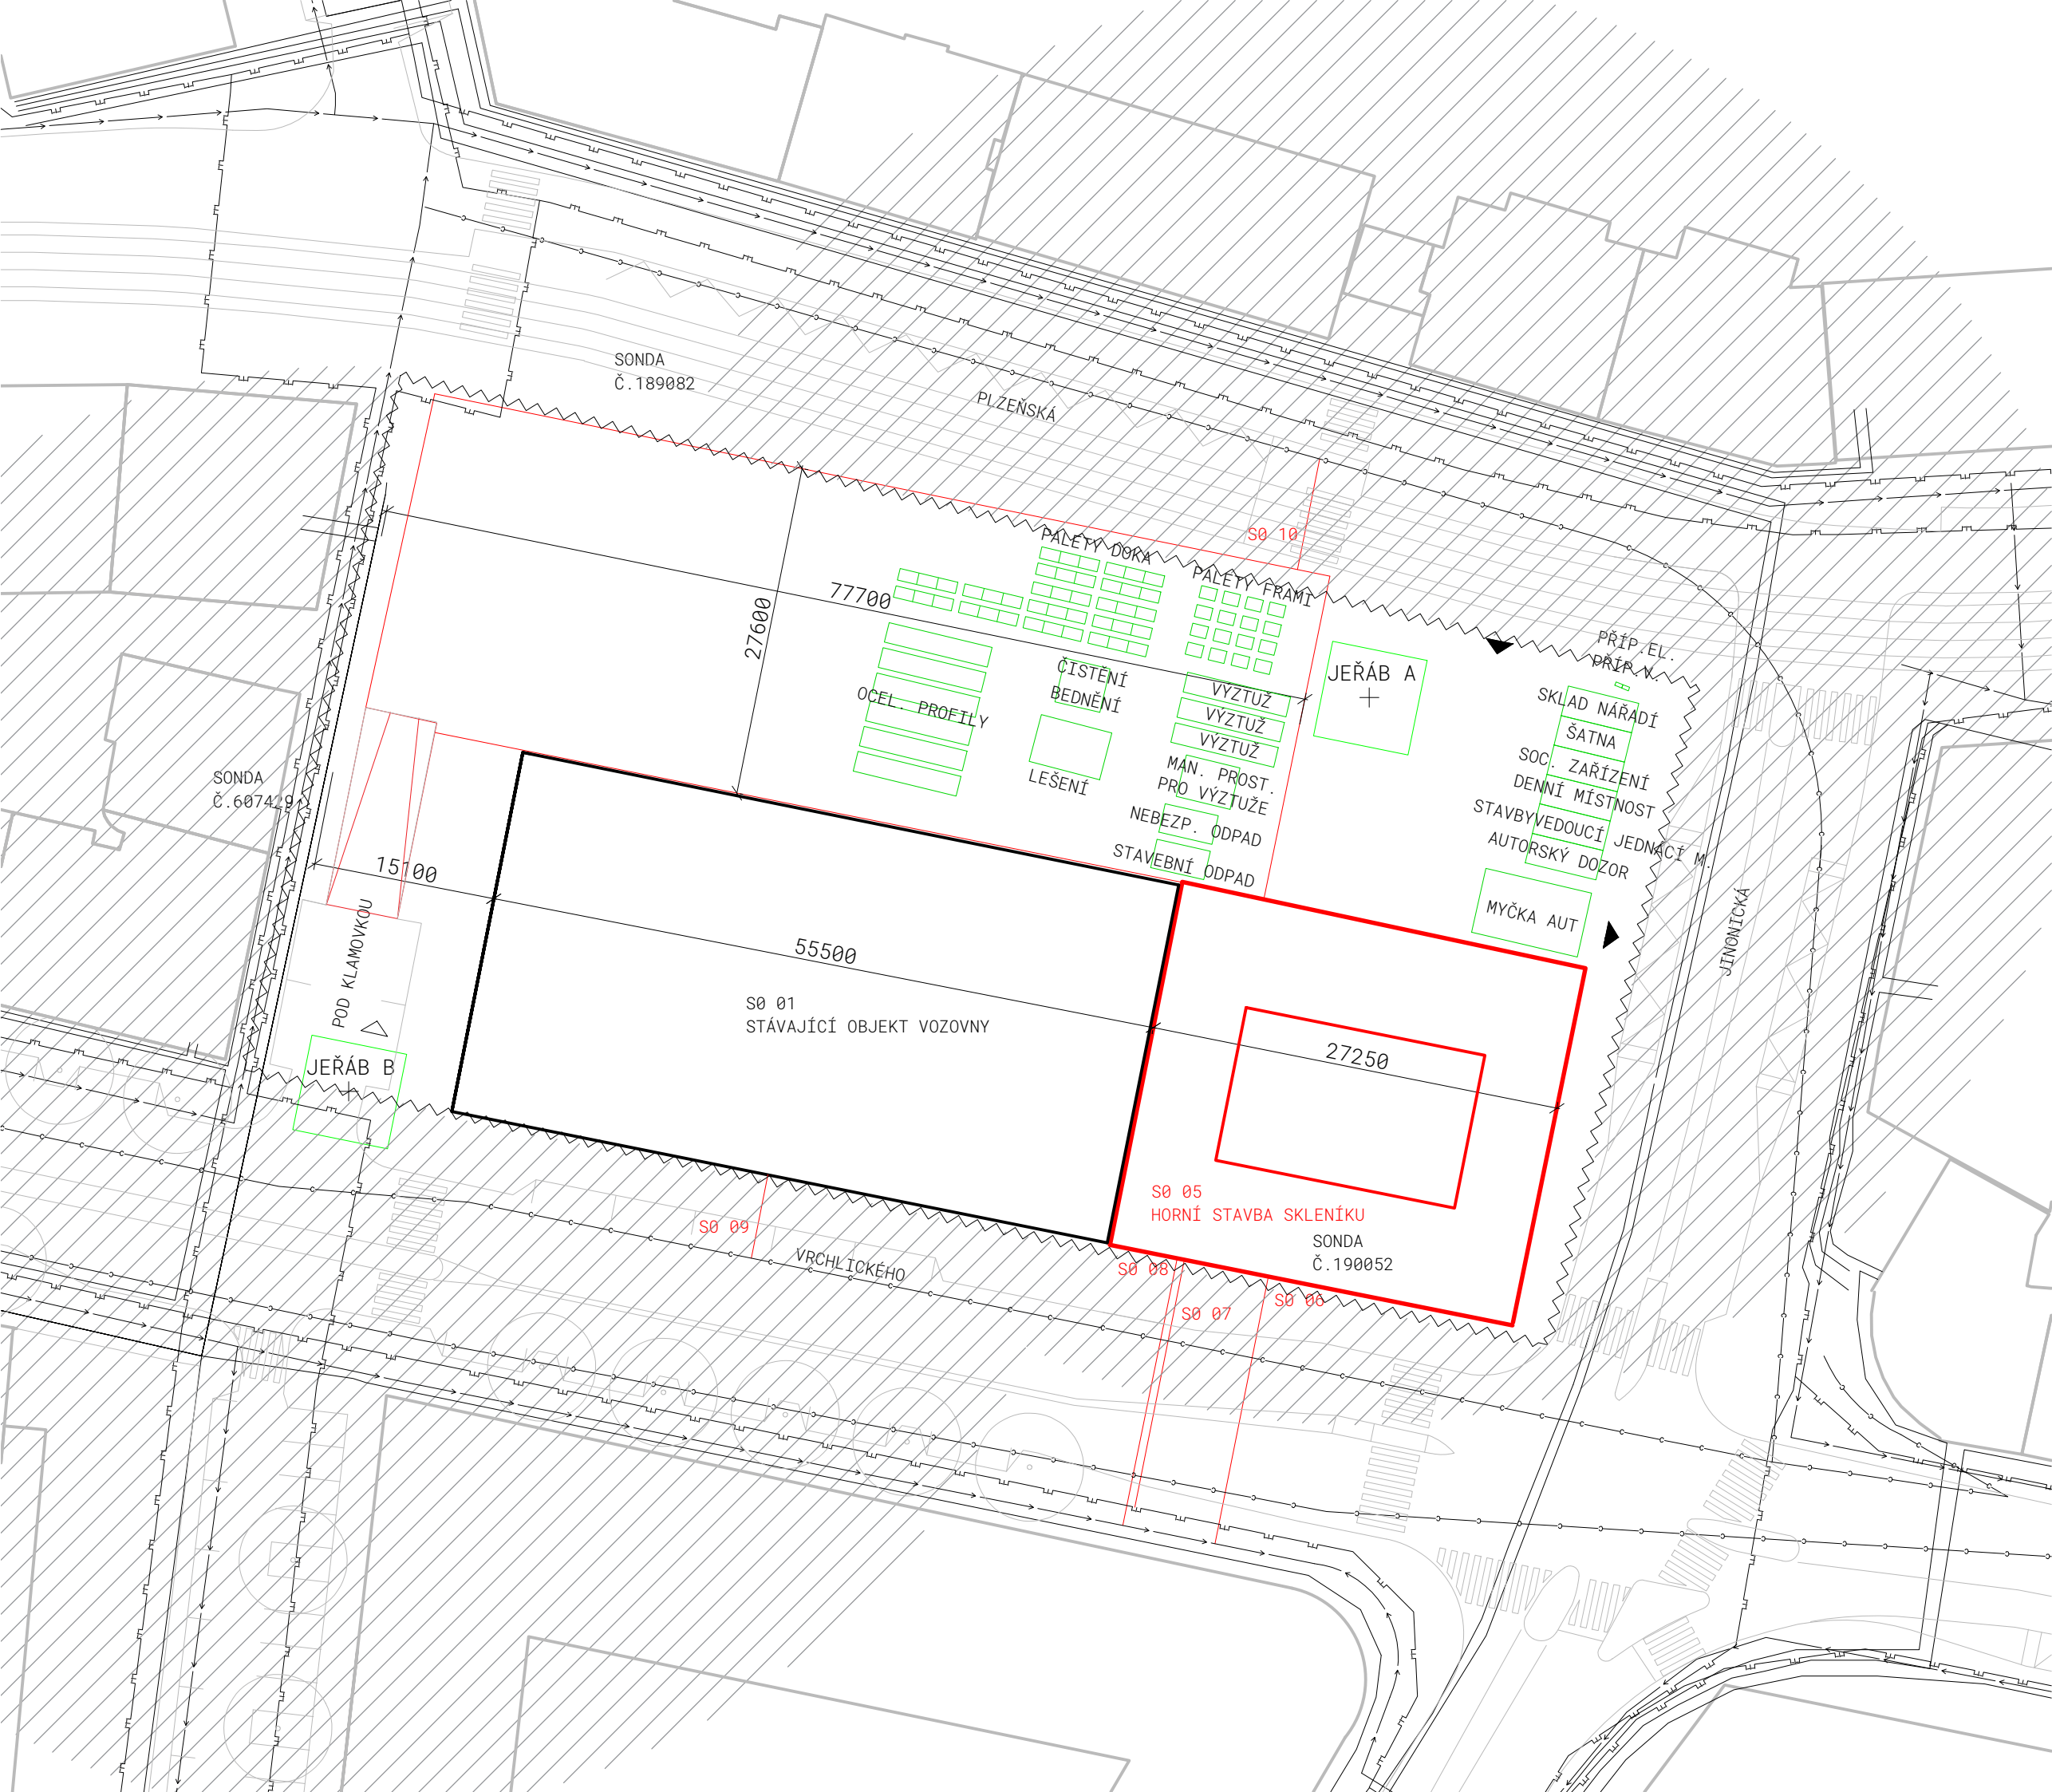 SONDA
Č.189082
PLZEŇSKÁ
SO 10
PALETY DOKA
PALETY FRAMI
77700
27600
PŘÍP.EL.
PŘÍP.V.
JEŘÁB A
ČISTĚNÍ
BEDNĚNÍ
OCEL. PROFILY
VÝZTUŽ
VÝZTUŽ
VÝZTUŽ
SKLAD NÁŘADÍ
ŠATNA
SOC. ZAŘÍZENÍ
DENNÍ MÍSTNOST
STAVBYVEDOUCÍ JEDNACÍ M.
AUTORSKÝ DOZOR
LEŠENÍ
MAN. PROST.
PRO VÝZTUŽE
NEBEZP. ODPAD
STAVEBNÍ ODPAD
MYČKA AUT
SONDA
Č.607429
15100
JINONICKÁ
POD KLAMOVKOU
55500
SO 01
STÁVAJÍCÍ OBJEKT VOZOVNY
27250
JEŘÁB B
SO 05
HORNÍ STAVBA SKLENÍKU
SONDA
Č.190052
SO 09
VRCHLICKÉHO
SO 08
SO 07
SO 06